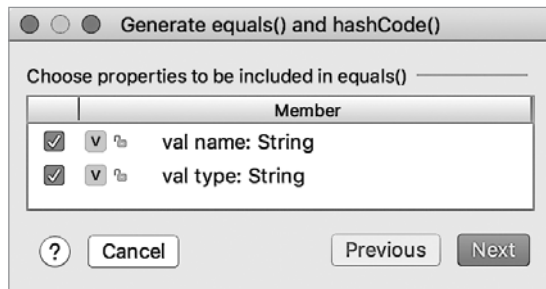 Generate equals() and hashCode()
Choose properties to be included in equals()
Member
V val name: String
V val type: String
? Cancel Previous Next